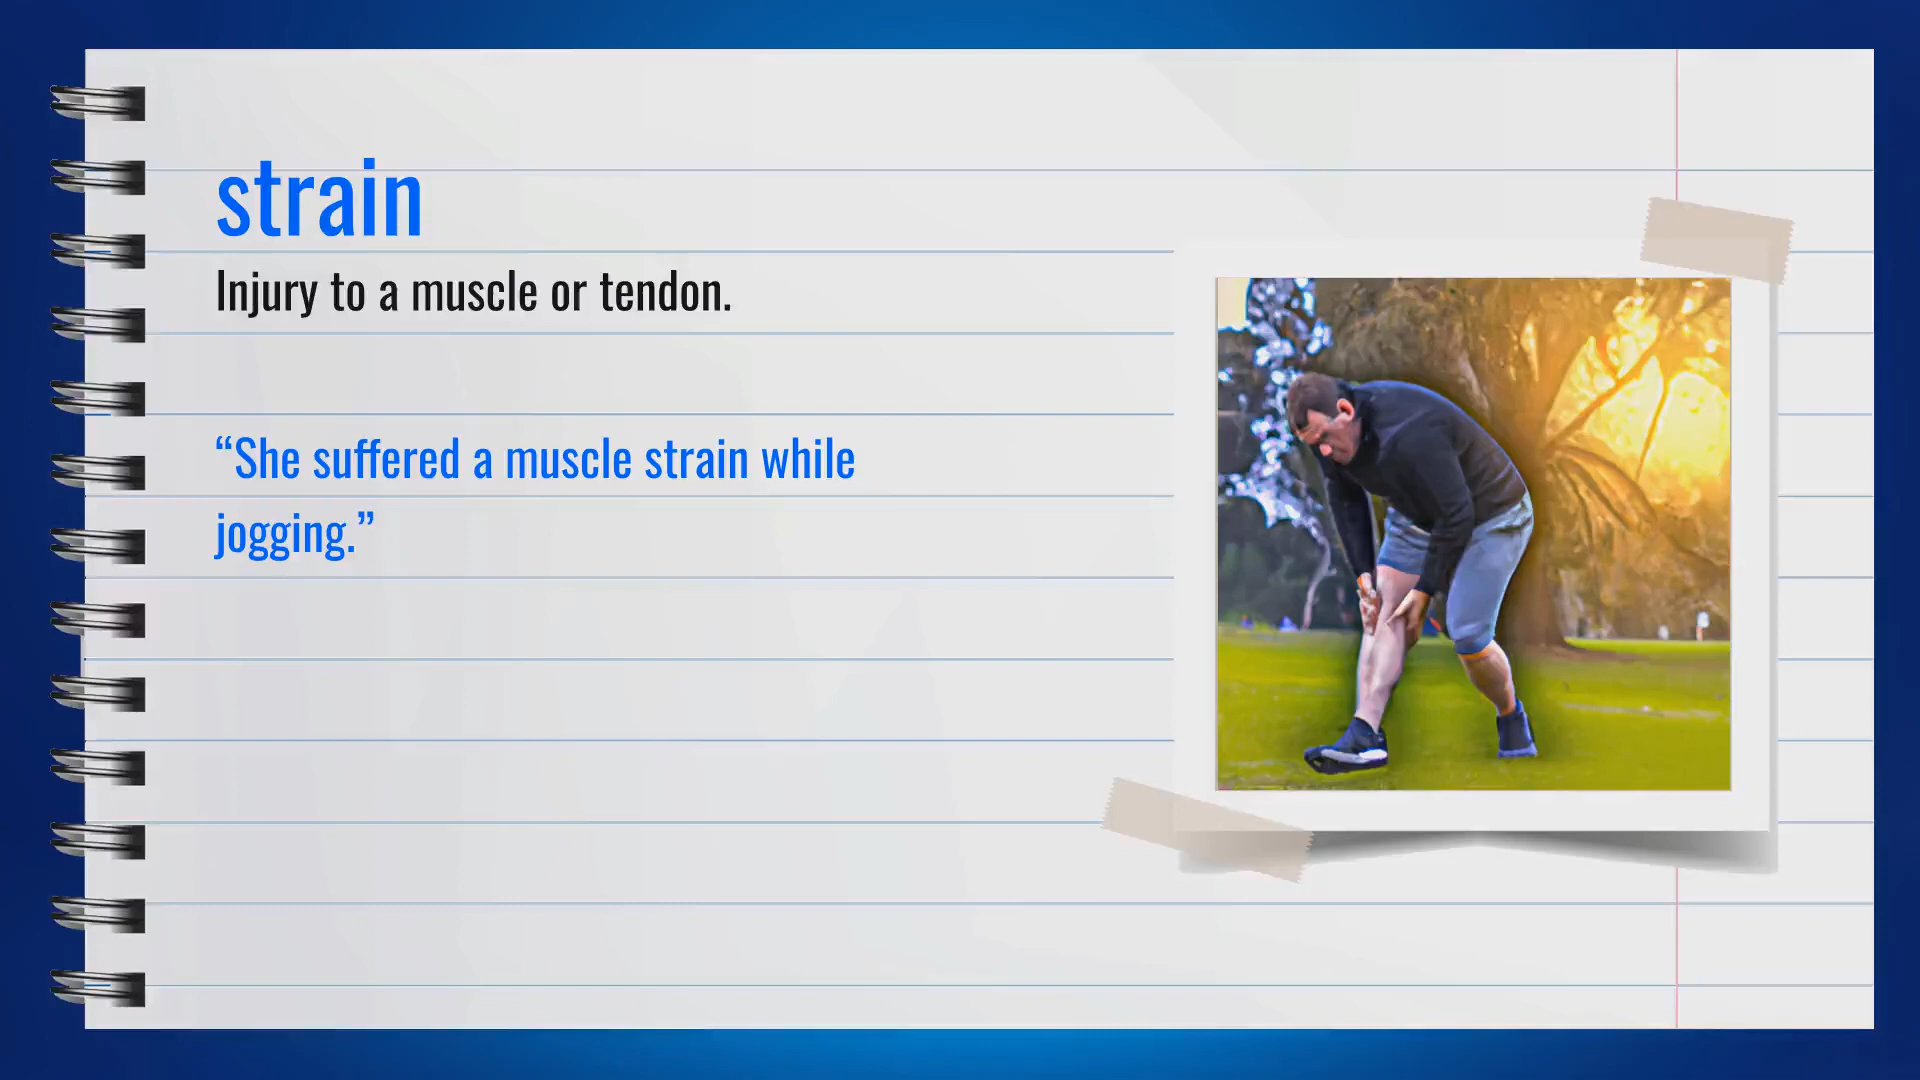 strain
Injury to a muscle or tendon.
“She suffered a muscle strain while
jogging.”